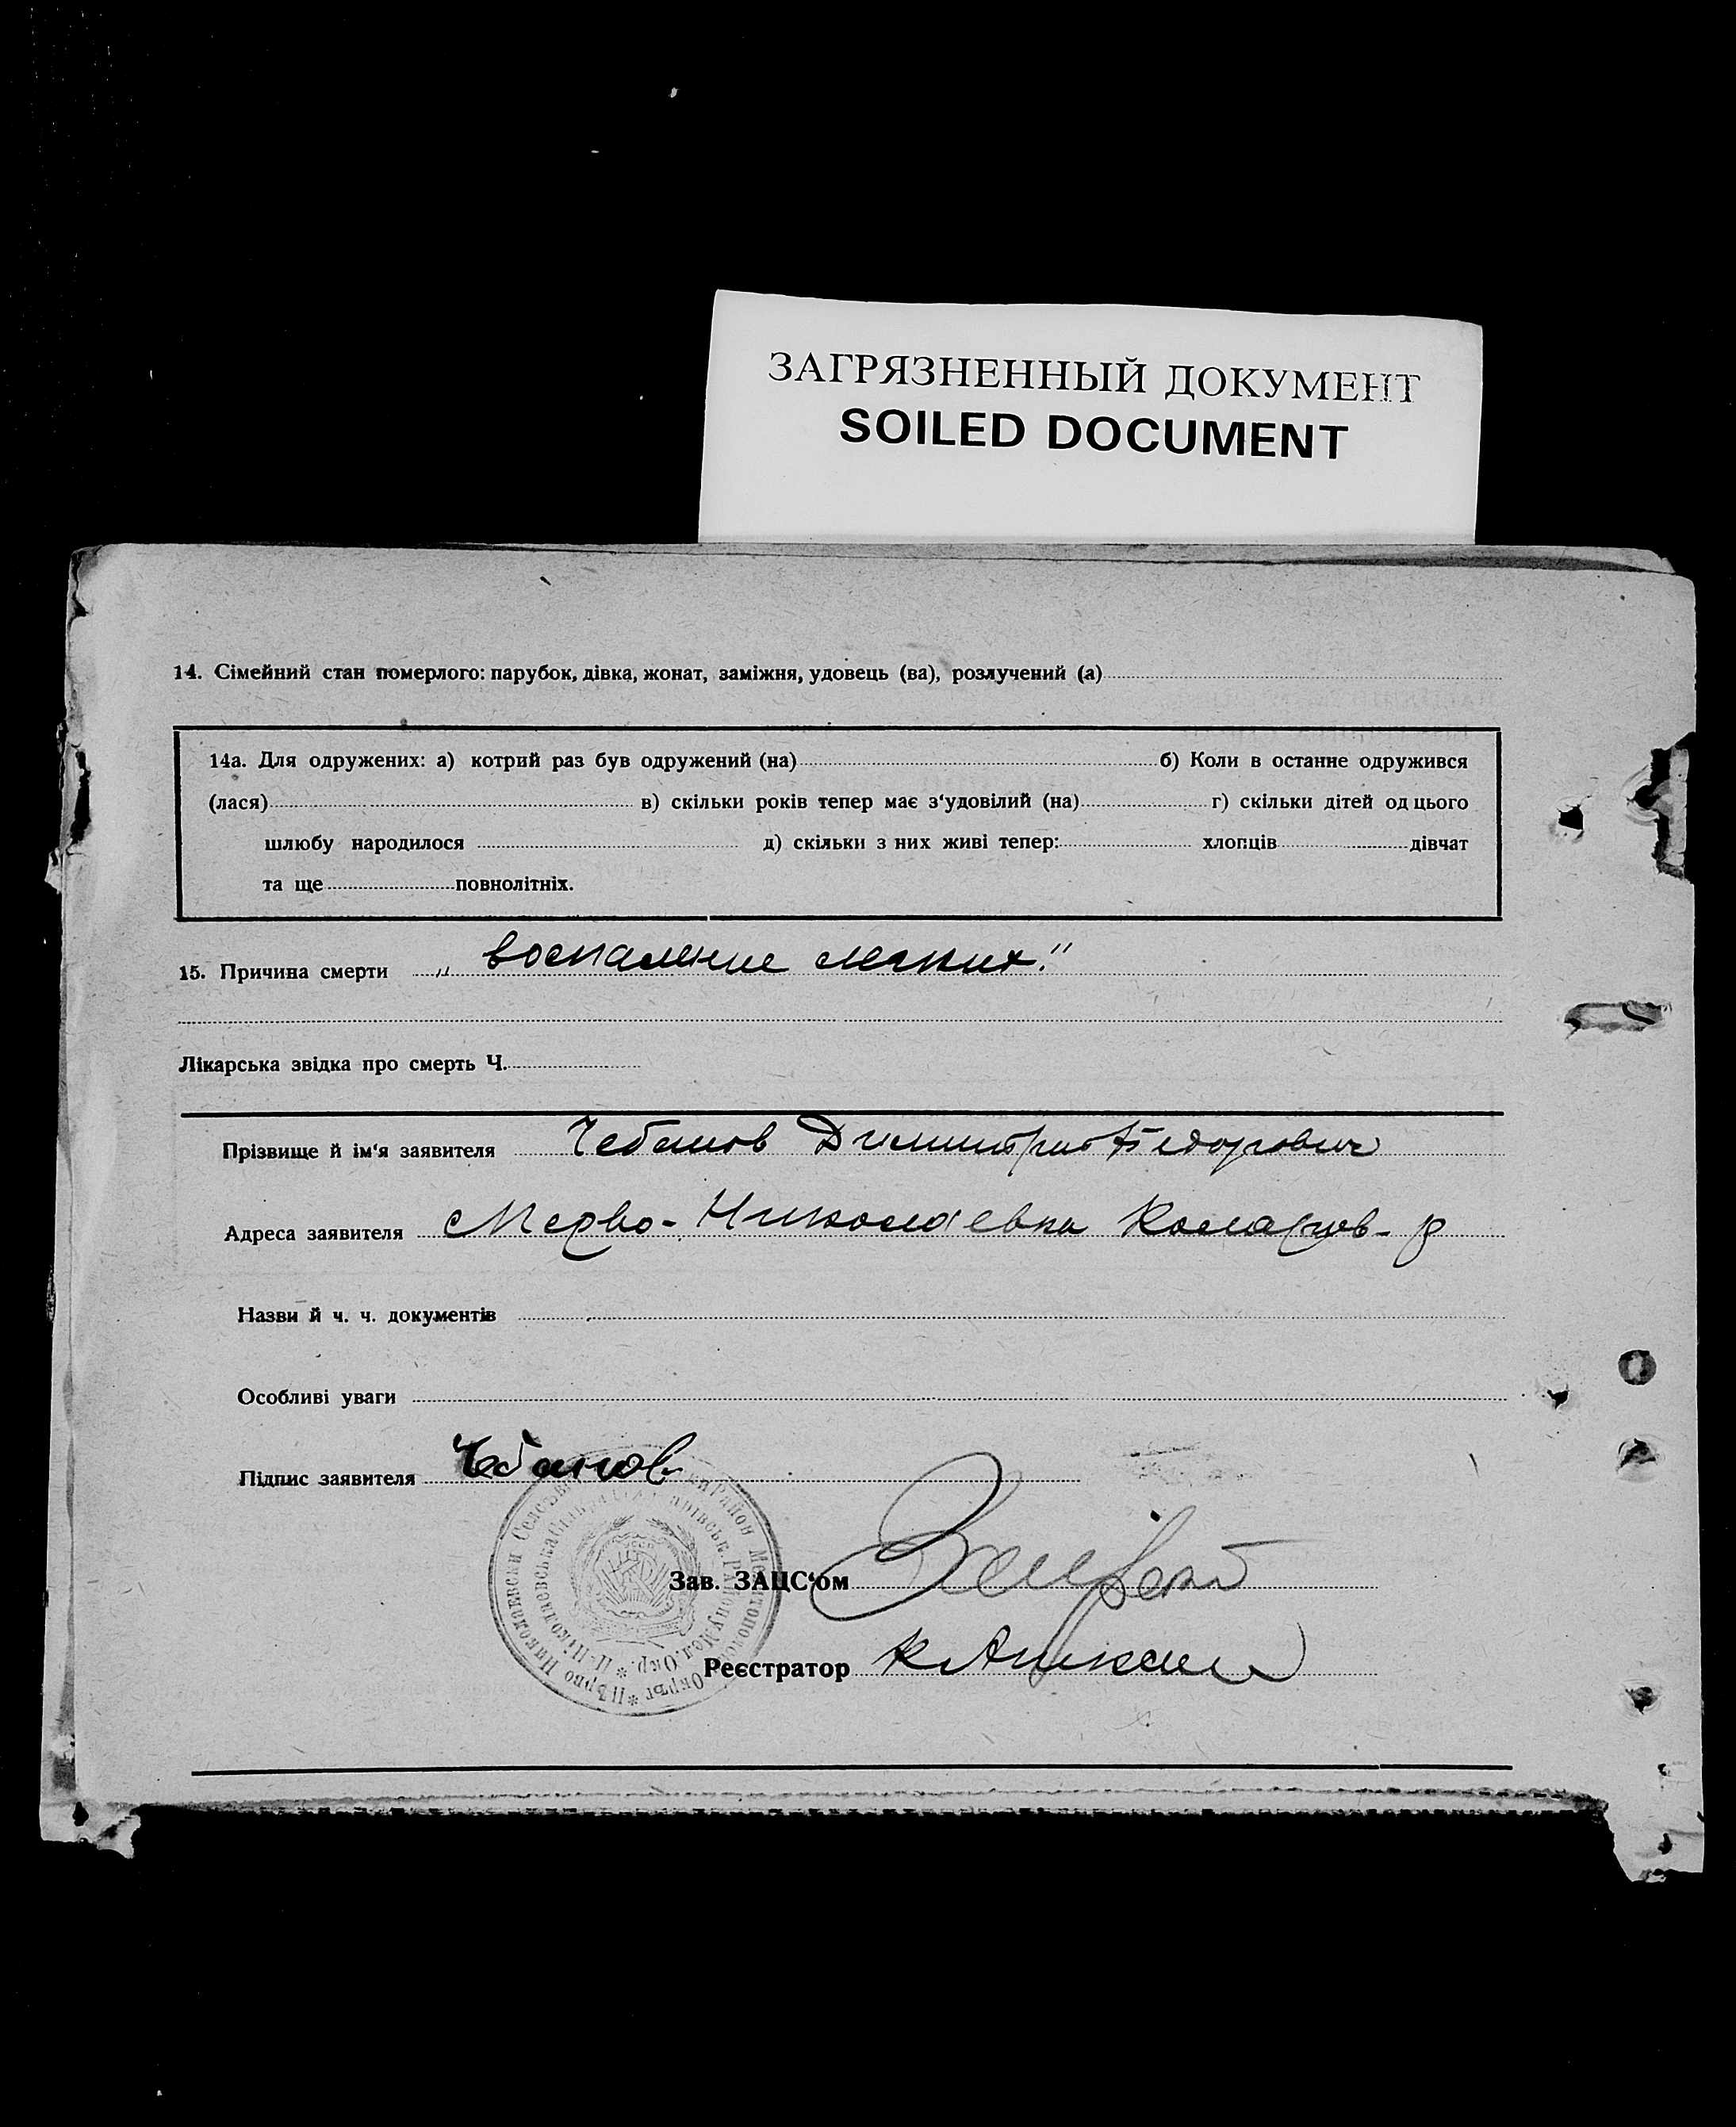 ЗАГРЯЗНЕННЫЙ ДОКУМЕНТ
SOILED DOCUMENT
14. Сімейний стан померлого: парубок, дівка, жонат, заміжня, удовець (ва), розлучений (а)
14а. Для одружених: а) котрий раз був одружений (на) б) Коли в останне одружився
(лася) в) скільки років тепер має з‘удовілий (на) г) скільки дітей од цього
шлюбу народилося д) скільки з них живі тепер: хлопців дівчат
та ще повнолітніх.
15. Причина смерти „воспаление легких."
Лікарська звідка про смерть Ч.
Прізвище й ім‘я заявителя Чебанов Димитрий Федорович
Адреса заявителя Перво-Николаевка
Назви й ч. ч. документів
Особливі уваги
Підпис заявителя Чебанов
Зав. ЗАЦС‘ом
Реєстратор